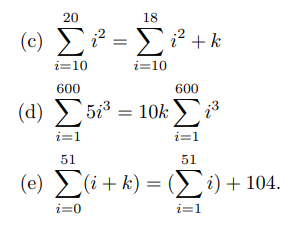 (c) $\sum_{i=10}^{20} i^2 = \sum_{i=10}^{18} i^2 + k$
(d) $\sum_{i=1}^{600} 5i^3 = 10k \sum_{i=1}^{600} i^3$
(e) $\sum_{i=0}^{51} (i + k) = (\sum_{i=1}^{51} i) + 104.$